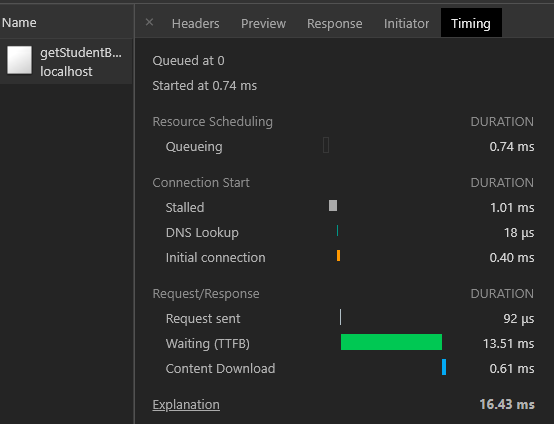 Name
× Headers Preview Response Initiator Timing
getStudentB...
localhost
Queued at 0
Started at 0.74 ms
Resource Scheduling DURATION
Queueing 0.74 ms
Connection Start DURATION
Stalled 1.01 ms
DNS Lookup 18 μs
Initial connection 0.40 ms
Request/Response DURATION
Request sent 92 μs
Waiting (TTFB) 13.51 ms
Content Download 0.61 ms
Explanation 16.43 ms